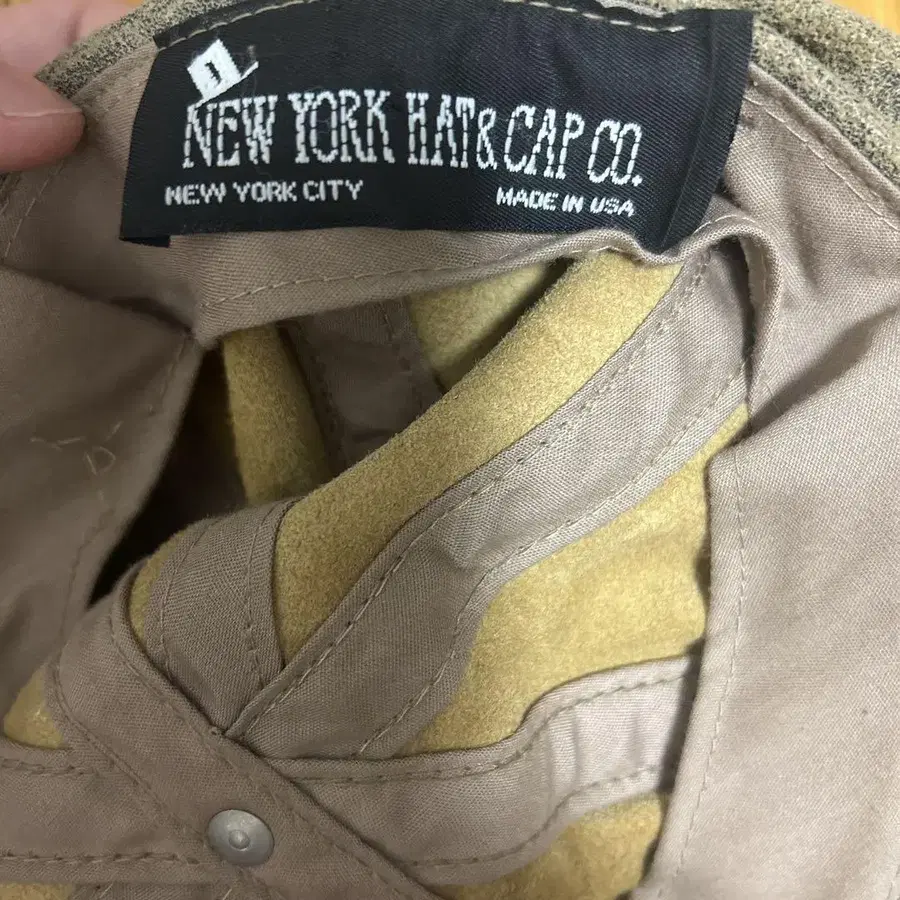 1
NEW YORK HAT & CAP CO.
NEW YORK CITY MADE IN USA